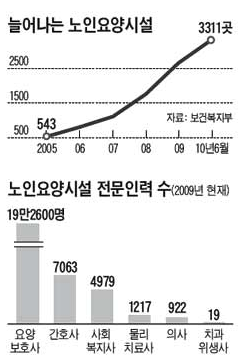 늘어나는 노인요양시설
3311곳
2500
1500
자료: 보건복지부
500
543
2005 06 07 08 09 10년6월
노인요양시설 전문인력 수(2009년 현재)
19만2600명
7063
4979
1217
922
19
요양 간호사 사회 물리 의사 치과
보호사 복지사 치료사 위생사